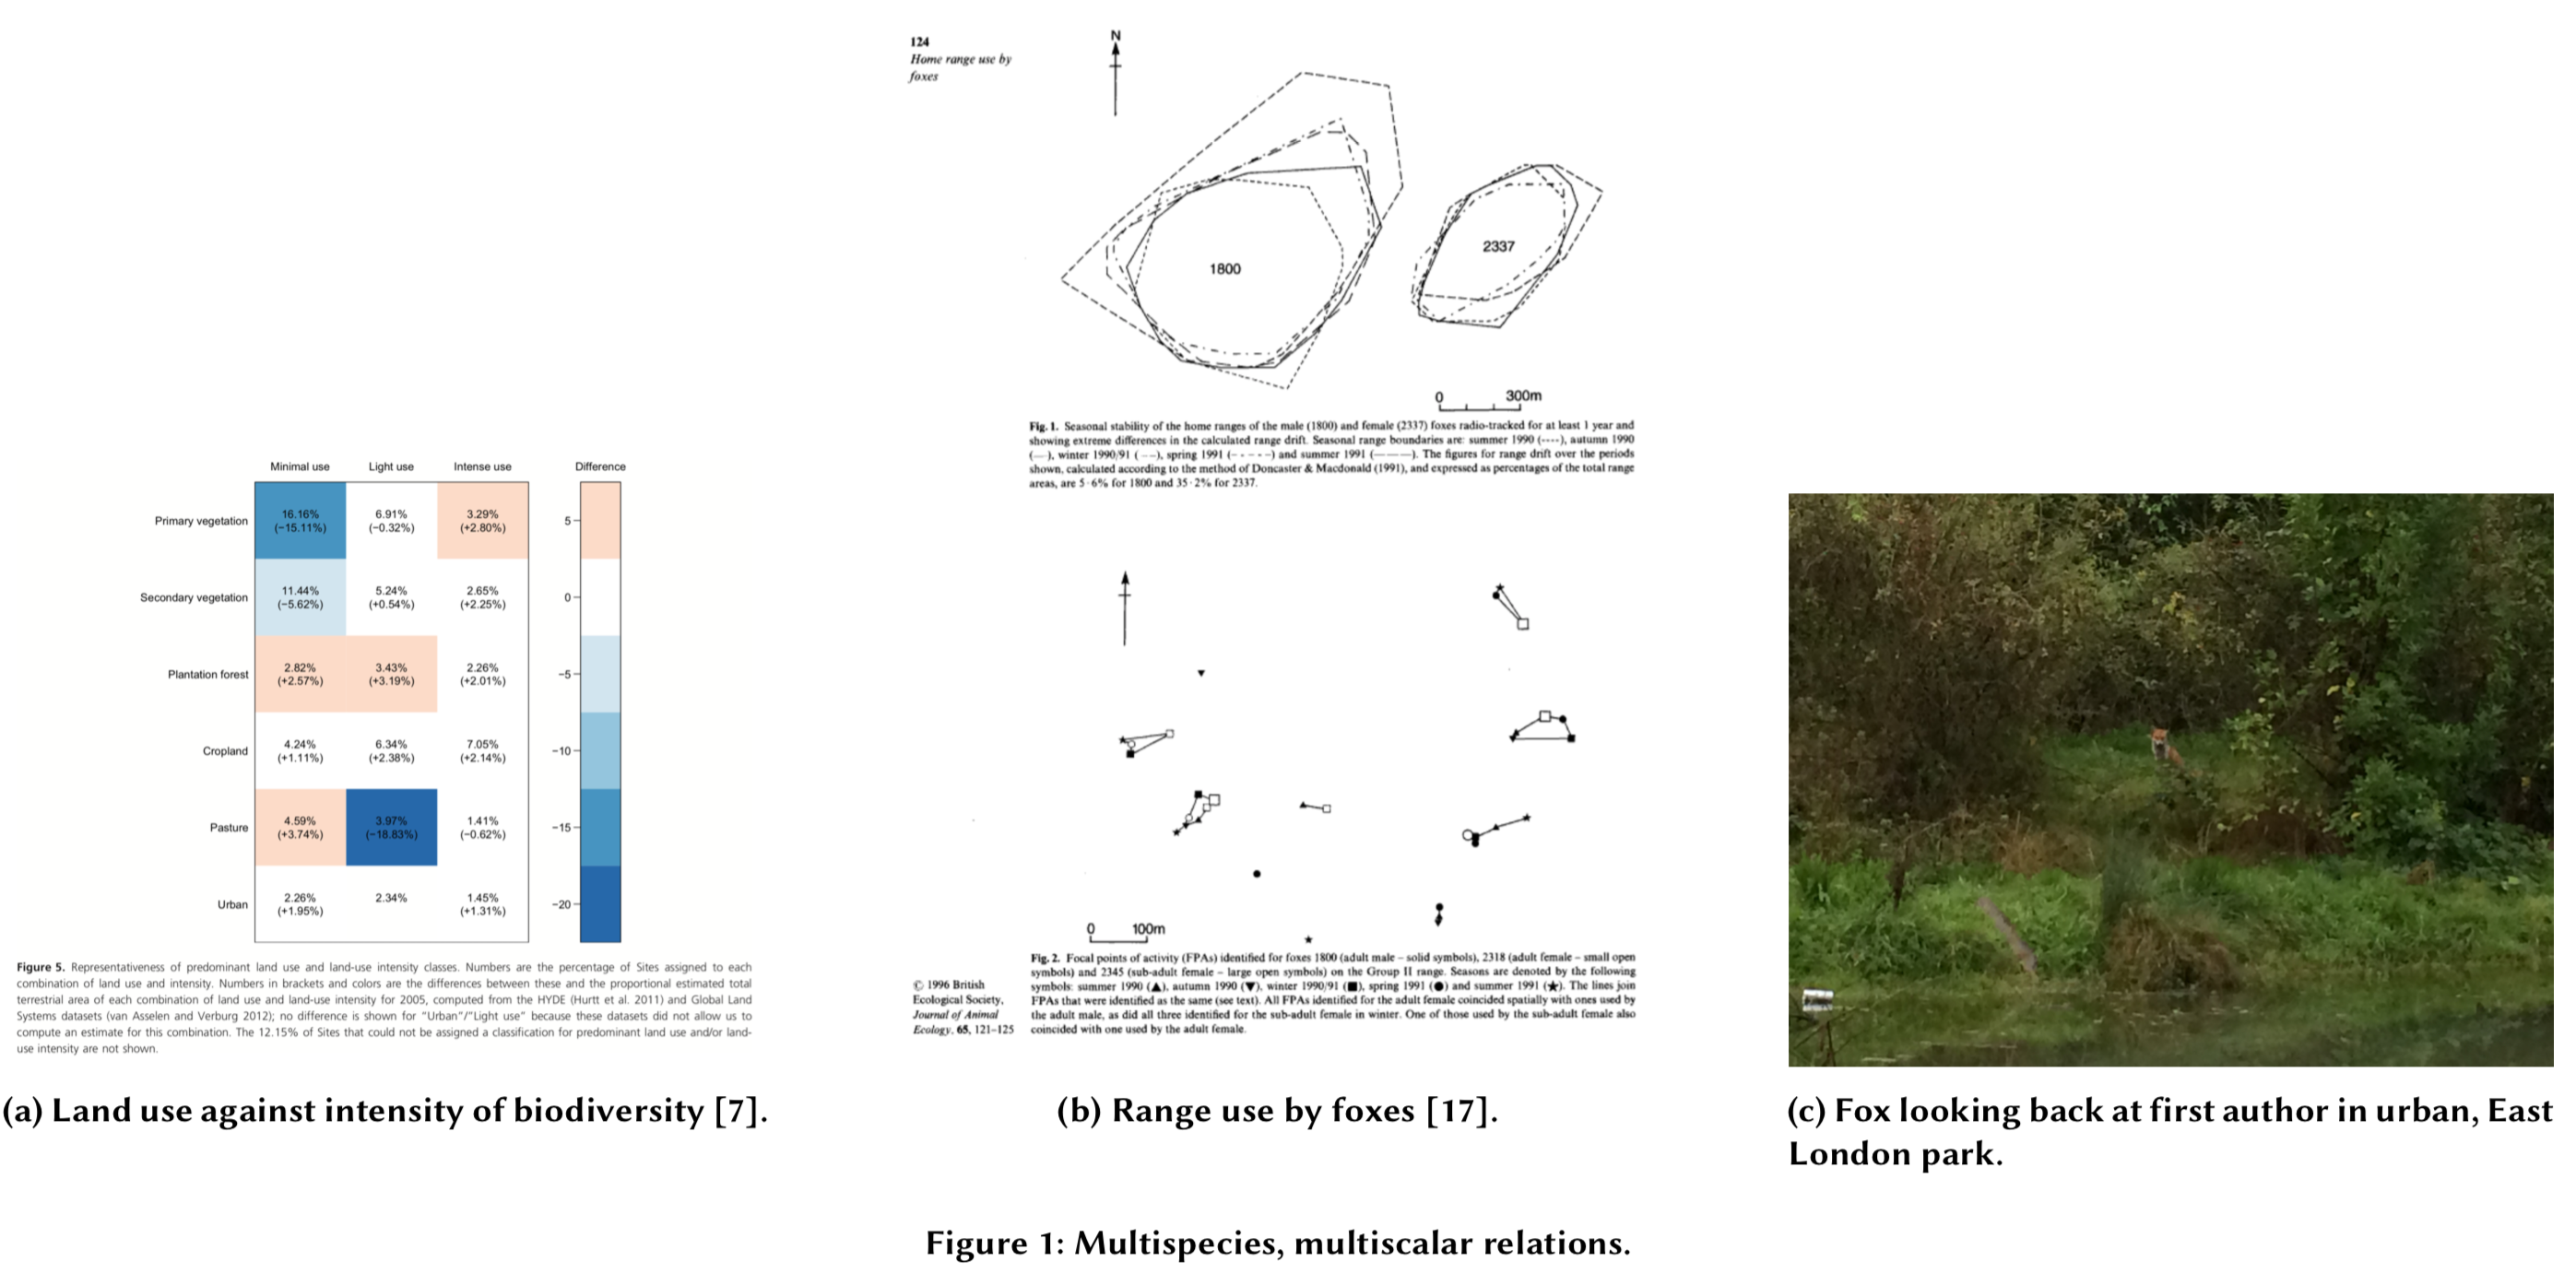 Minimal use Light use Intense use Difference
Primary vegetation 16.16% 6.91% 3.29% 5
(−15.11%) (−0.32%) (+2.80%)
Secondary vegetation 11.44% 5.24% 2.65% 0
(−5.62%) (+0.54%) (+2.25%)
Plantation forest 2.82% 3.43% 2.26% −5
(+2.57%) (+3.19%) (+2.01%)
Cropland 4.24% 6.34% 7.05% −10
(+1.11%) (+2.38%) (+2.14%)
Pasture 4.59% 3.97% 1.41% −15
(+3.74%) (−18.83%) (−0.62%)
Urban 2.26% 2.34% 1.45% −20
(+1.95%) (+1.31%)
Figure 5. Representativeness of predominant land use and land-use intensity classes. Numbers are the percentage of Sites assigned to each
combination of land use and intensity. Numbers in brackets and colors are the differences between these and the proportional estimated total
terrestrial area of each combination of land use and land-use intensity for 2005, computed from the HYDE (Hurtt et al. 2011) and Global Land
Systems datasets (van Asselen and Verburg 2012); no difference is shown for "Urban"/"Light use" because these datasets did not allow us to
compute an estimate for this combination. The 12.15% of Sites that could not be assigned a classification for predominant land use and/or land-
use intensity are not shown.
(a) Land use against intensity of biodiversity [7].
124
Home range use by
foxes
N
1800
2337
0 300m
Fig. 1. Seasonal stability of the home ranges of the male (1800) and female (2337) foxes radio-tracked for at least 1 year and
showing extreme differences in the calculated range drift. Seasonal range boundaries are: summer 1990 (----), autumn 1990
(—), winter 1990/91 (- —-), spring 1991 (- - - - -) and summer 1991 (———). The figures for range drift over the periods
shown, calculated according to the method of Doncaster & Macdonald (1991), and expressed as percentages of the total range
areas, are 5·6% for 1800 and 35·2% for 2337.
0 100m
Fig. 2. Focal points of activity (FPAs) identified for foxes 1800 (adult male – solid symbols), 2318 (adult female – small open
symbols) and 2345 (sub-adult female – large open symbols) on the Group II range. Seasons are denoted by the following
symbols: summer 1990 (▲), autumn 1990 (▼), winter 1990/91 (■), spring 1991 (●) and summer 1991 (★). The lines join
FPAs that were identified as the same (see text). All FPAs identified for the adult female coincided spatially with ones used by
the adult male, as did all three identified for the sub-adult female in winter. One of those used by the sub-adult female also
coincided with one used by the adult female.
© 1996 British
Ecological Society,
Journal of Animal
Ecology, 65, 121–125
(b) Range use by foxes [17].
(c) Fox looking back at first author in urban, East
London park.
Figure 1: Multispecies, multiscalar relations.